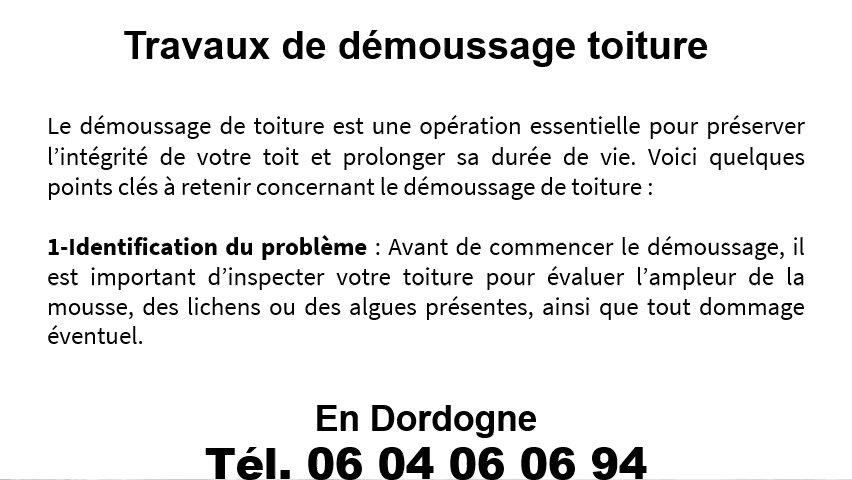 Travaux de démoussage toiture
Le démoussage de toiture est une opération essentielle pour préserver
l’intégrité de votre toit et prolonger sa durée de vie. Voici quelques
points clés à retenir concernant le démoussage de toiture :
1-Identification du problème : Avant de commencer le démoussage, il
est important d’inspecter votre toiture pour évaluer l’ampleur de la
mousse, des lichens ou des algues présentes, ainsi que tout dommage
éventuel.
En Dordogne
Tél. 06 04 06 06 94